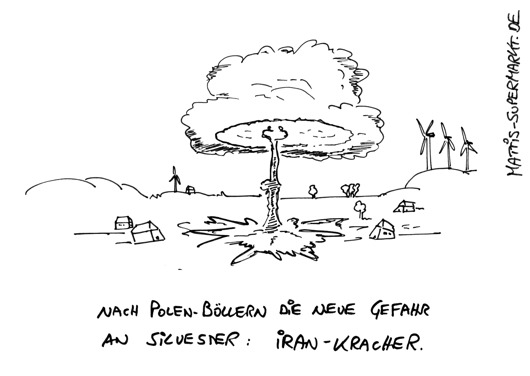 MATTIS-SUPERMARKT.DE
NACH POLEN-BÖLLERN DIE NEUE GEFAHR
AN SILVESTER: IRAN-KRACHER.